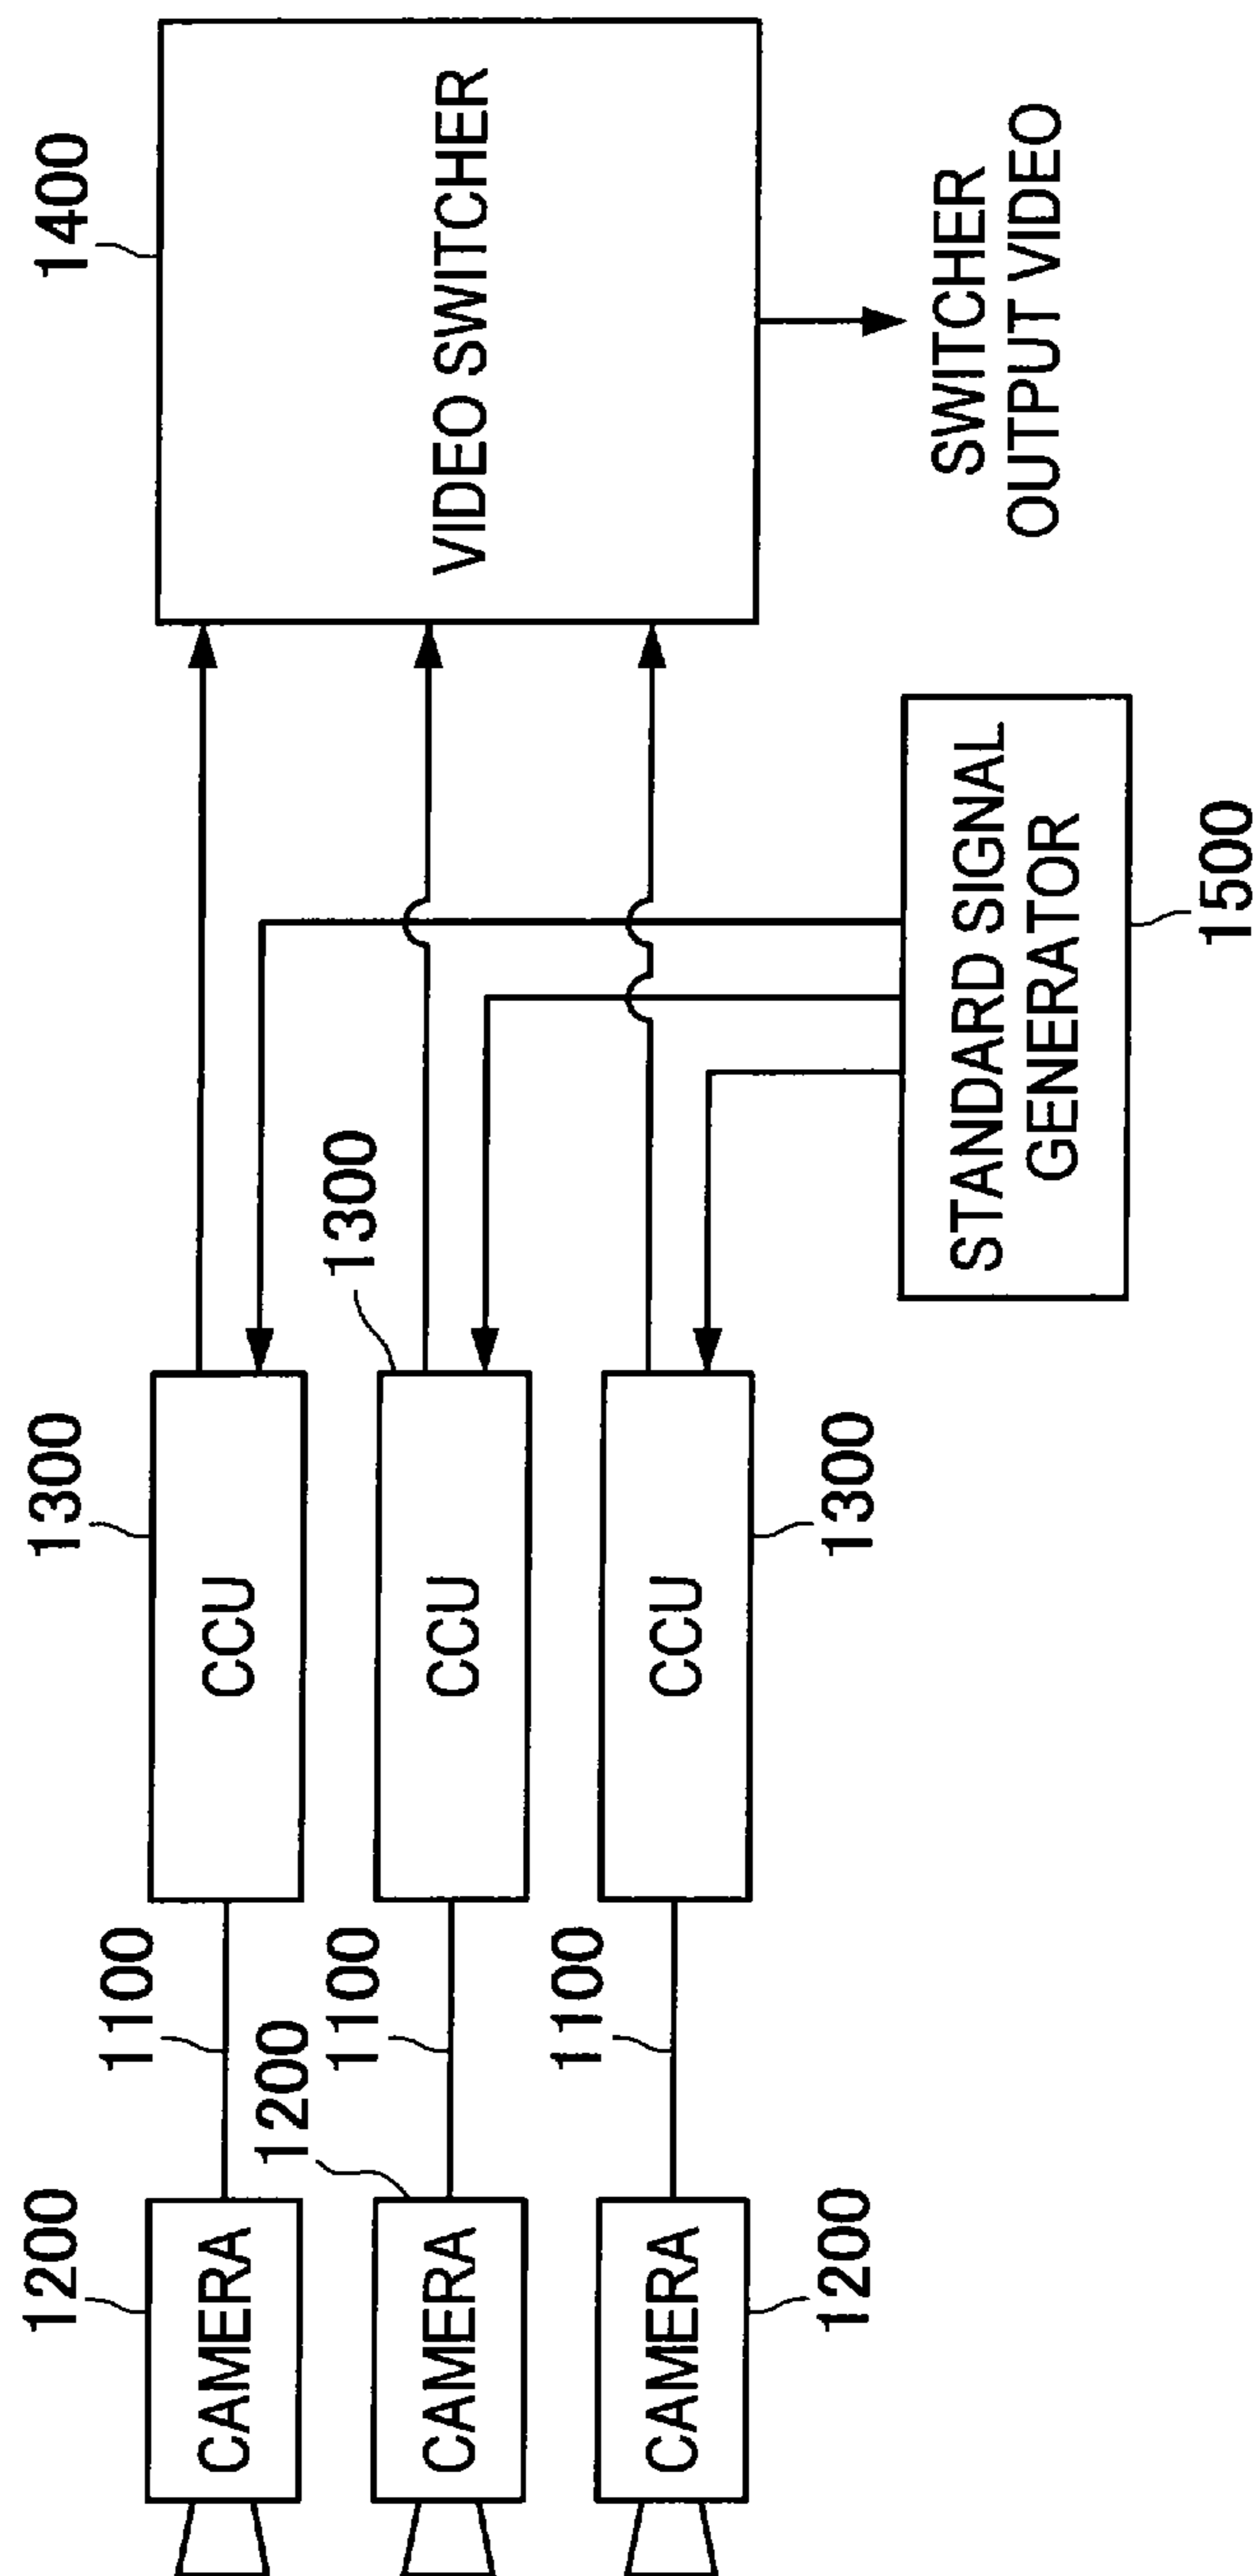 1200
1300
1400
1100
CAMERA
CCU
1200
1100
1300
CAMERA
CCU
VIDEO SWITCHER
1100
CAMERA
CCU
1200
1300
STANDARD SIGNAL
GENERATOR
SWITCHER
OUTPUT VIDEO
1500